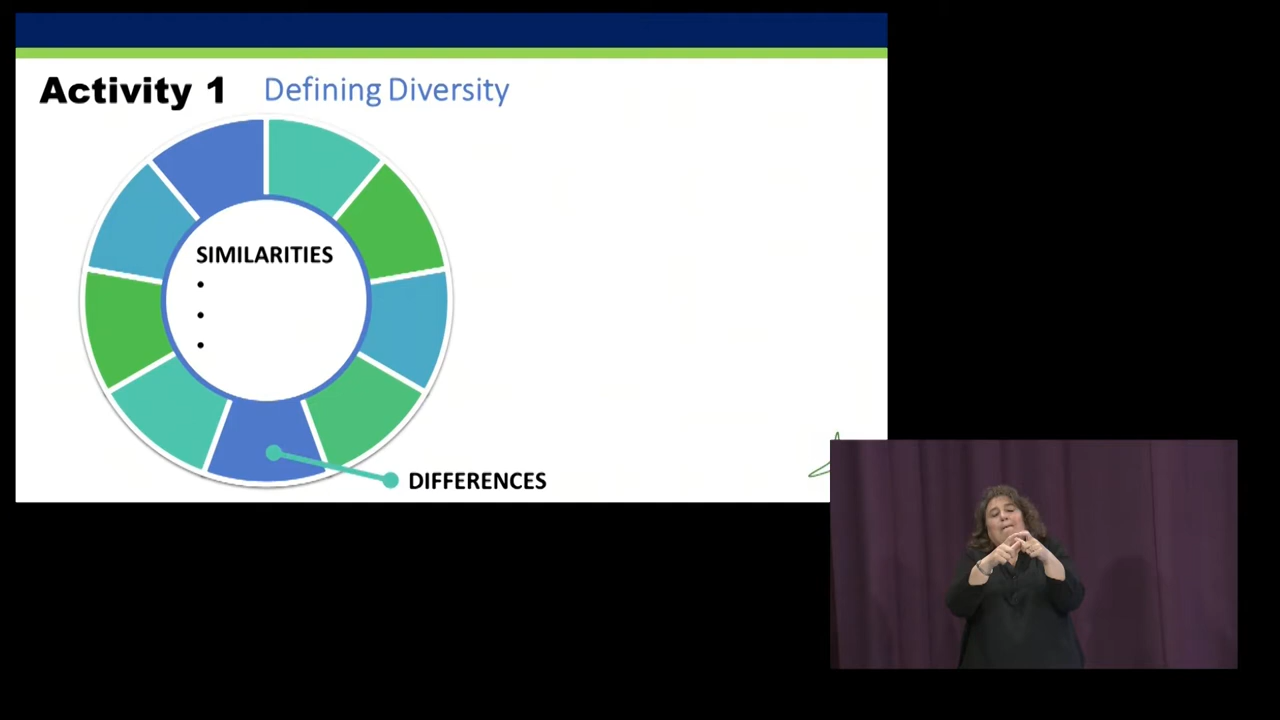 Activity 1 Defining Diversity
SIMILARITIES
•
•
•
DIFFERENCES